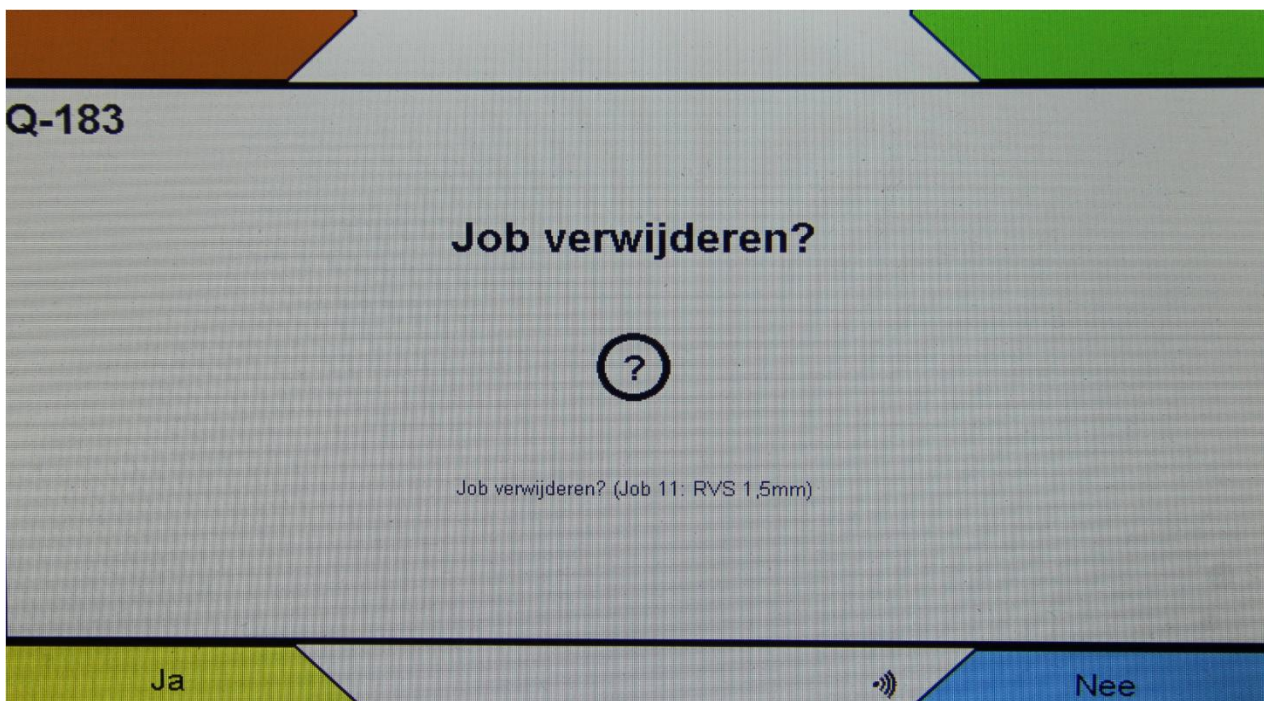 Q-183
Job verwijderen?
?
Job verwijderen? (Job 11: RVS 1,5mm)
Ja
Nee